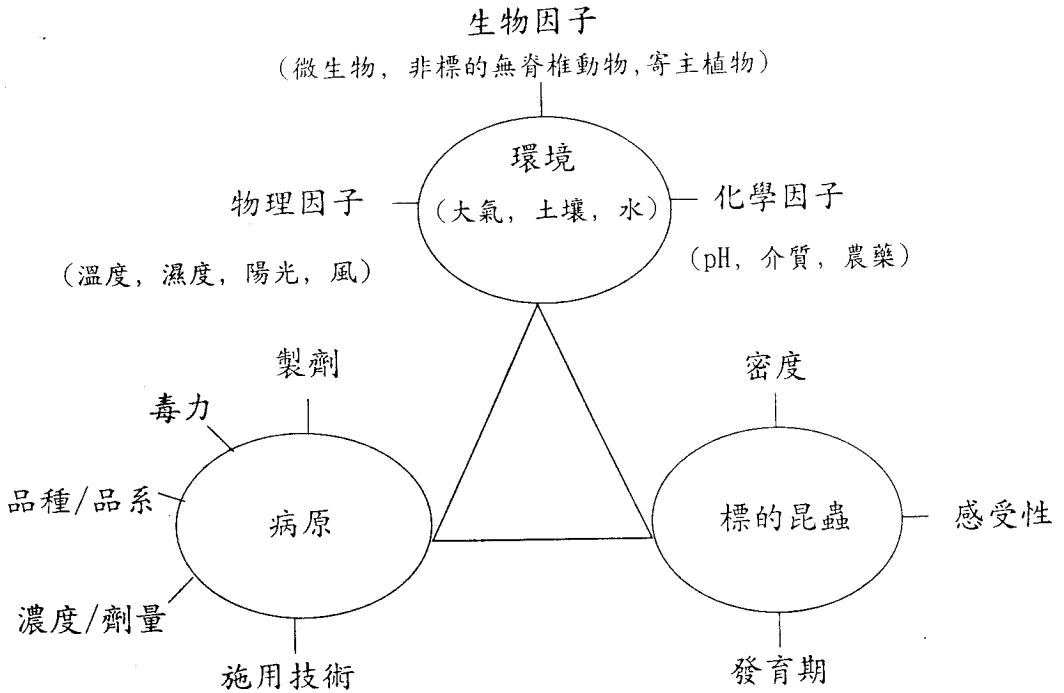 生物因子
(微生物, 非標的無脊椎動物, 寄主植物)
環境
物理因子
(大氣, 土壤, 水)
化學因子
(溫度, 濕度, 陽光, 風)
(pH, 介質, 農藥)
製劑
密度
毒力
品種/品系
病原
標的昆蟲
感受性
濃度/劑量
施用技術
發育期